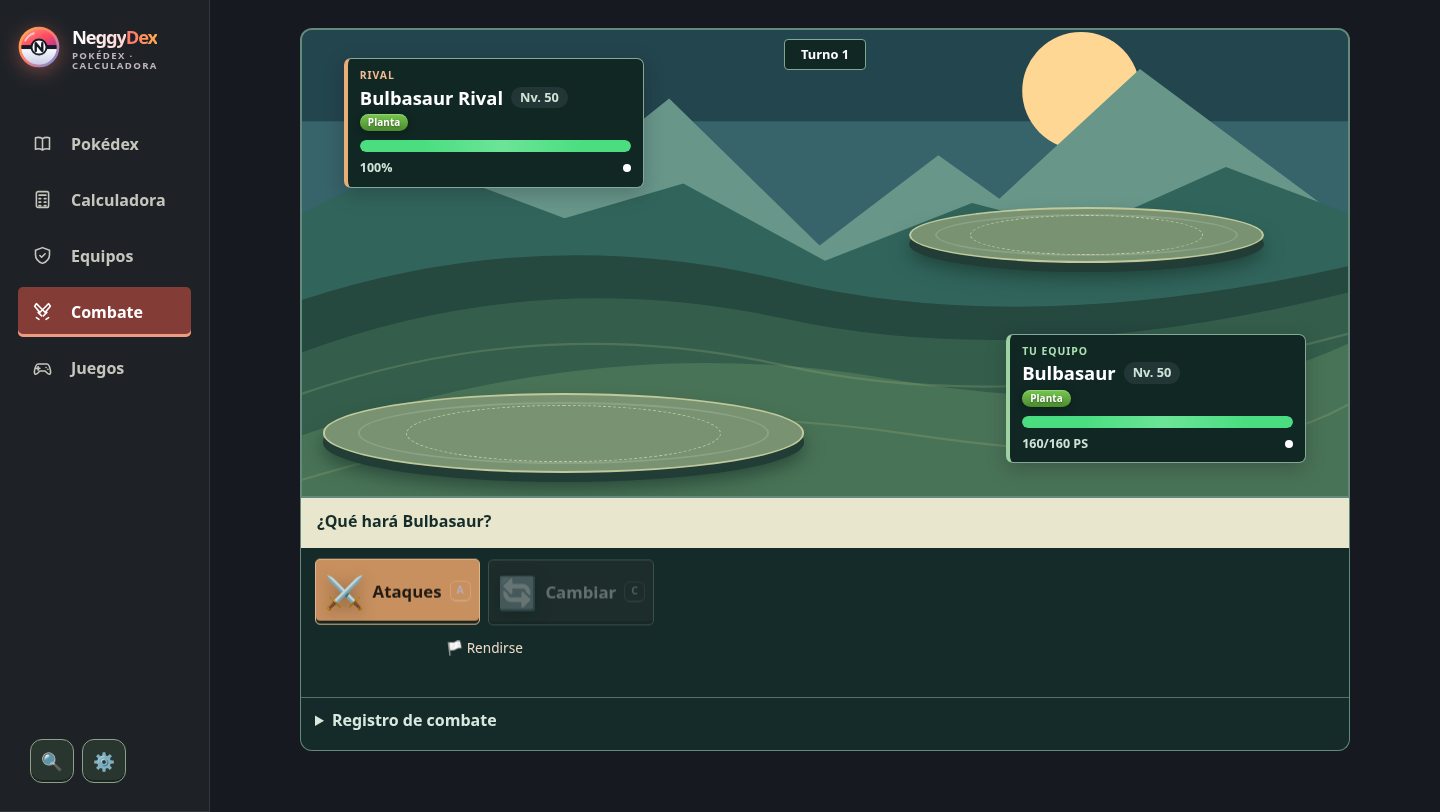 NeggyDex
POKÉDEX ·
CALCULADORA
Pokédex
Calculadora
Equipos
Combate
Juegos
Turno 1
RIVAL
Bulbasaur Rival Nv. 50
Planta
100%
TU EQUIPO
Bulbasaur Nv. 50
Planta
160/160 PS
¿Qué hará Bulbasaur?
Ataques A
Cambiar C
Rendirse
Registro de combate